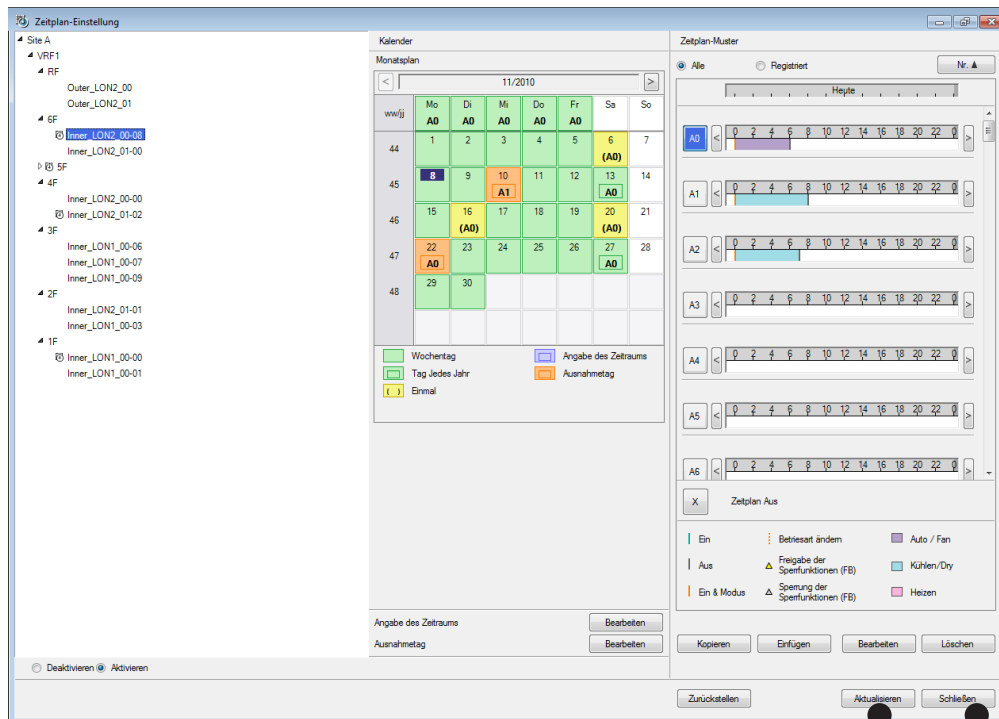 Zeitplan-Einstellung
Site A
VRF1
RF
Outer_LON2_00
Outer_LON2_01
6F
Inner_LON2_00-08
Inner_LON2_01-00
5F
4F
Inner_LON2_00-00
Inner_LON2_01-02
3F
Inner_LON1_00-06
Inner_LON1_00-07
Inner_LON1_00-09
2F
Inner_LON2_01-01
Inner_LON1_00-03
1F
Inner_LON1_00-00
Inner_LON1_00-01
Deaktivieren Aktivieren
Kalender
Monatsplan
< 11/2010 >
ww/jj Mo Di Mi Do Fr Sa So
A0 A0 A0 A0 A0
44 1 2 3 4 5 6 7
(A0)
45 8 9 10 11 12 13 14
A1 A0
46 15 16 17 18 19 20 21
(A0) (A0)
47 22 23 24 25 26 27 28
A0 A0
48 29 30
Wochentag Angabe des Zeitraums
Tag Jedes Jahr Ausnahmetag
( ) Einmal
Angabe des Zeitraums Bearbeiten
Ausnahmetag Bearbeiten
Zeitplan-Muster
Alle Registriert Nr. ▲
Heute
A0 < 0 2 4 6 8 10 12 14 16 18 20 22 0 >
A1 < 0 2 4 6 8 10 12 14 16 18 20 22 0 >
A2 < 0 2 4 6 8 10 12 14 16 18 20 22 0 >
A3 < 0 2 4 6 8 10 12 14 16 18 20 22 0 >
A4 < 0 2 4 6 8 10 12 14 16 18 20 22 0 >
A5 < 0 2 4 6 8 10 12 14 16 18 20 22 0 >
A6 < 0 2 4 6 8 10 12 14 16 18 20 22 0 >
X Zeitplan Aus
Ein Betriesart ändern Auto / Fan
Aus Freigabe der Sperrfunktionen (FB) Kühlen/Dry
Ein & Modus Sperrung der Sperrfunktionen (FB) Heizen
Kopieren Einfügen Bearbeiten Löschen
Zurückstellen Aktualisieren Schließen